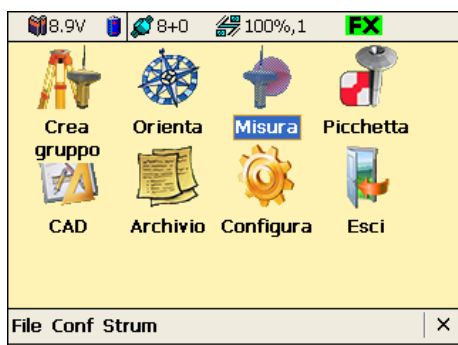 8.9V 8+0 100%,1 FX
Crea gruppo Orienta Misura Picchetta
CAD Archivio Configura Esci
File Conf Strum ×